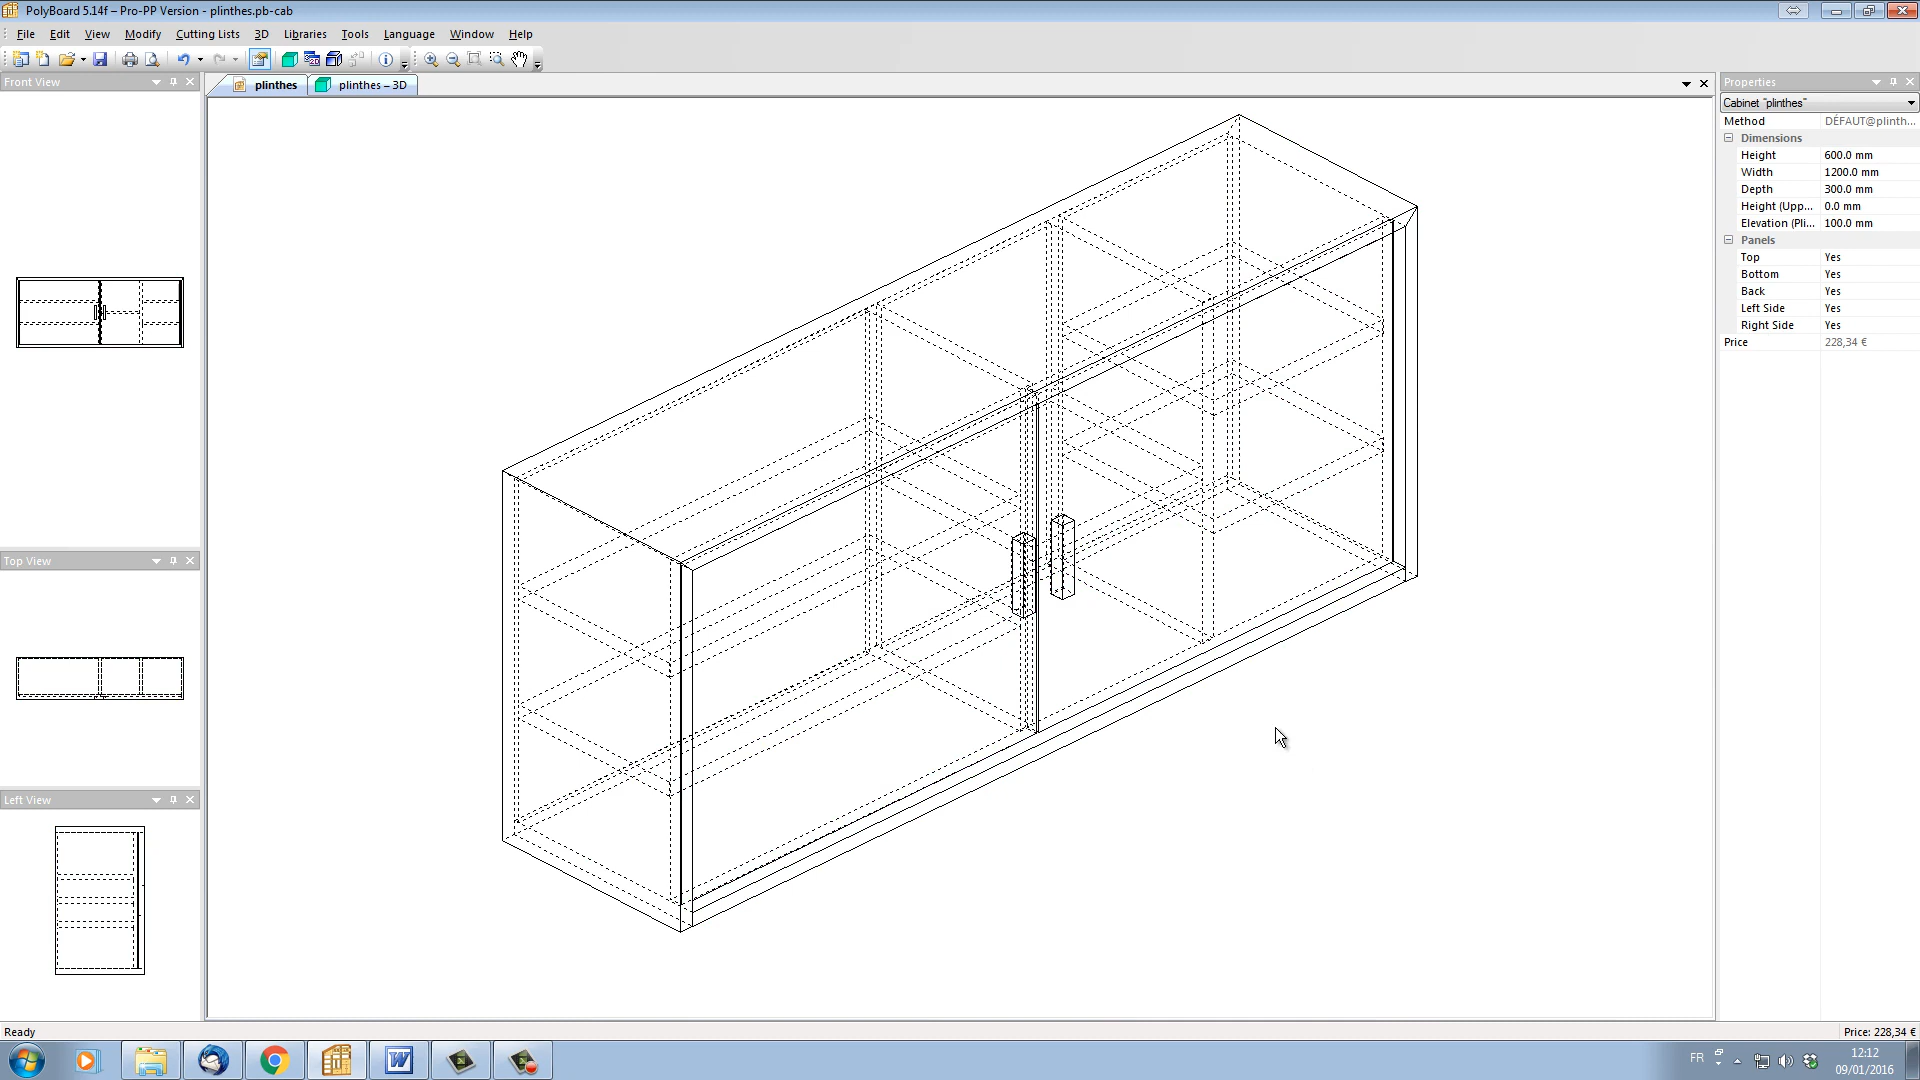 PolyBoard 5.14f – Pro-PP Version - plinthes.pb-cab
File Edit View Modify Cutting Lists 3D Libraries Tools Language Window Help
Front View
plinthes
plinthes – 3D
Properties
Cabinet "plinthes"
Method DÉFAUT@plinth...
Dimensions
Height 600.0 mm
Width 1200.0 mm
Depth 300.0 mm
Height (Upp... 0.0 mm
Elevation (Pli... 100.0 mm
Panels
Top Yes
Bottom Yes
Back Yes
Left Side Yes
Right Side Yes
Price 228,34 €
Top View
Left View
Ready
Price: 228,34 €
FR
12:12
09/01/2016